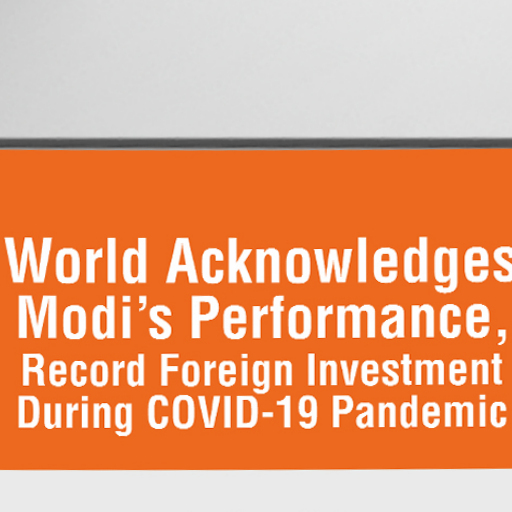 World Acknowledges
Modi's Performance,
Record Foreign Investment
During COVID-19 Pandemic